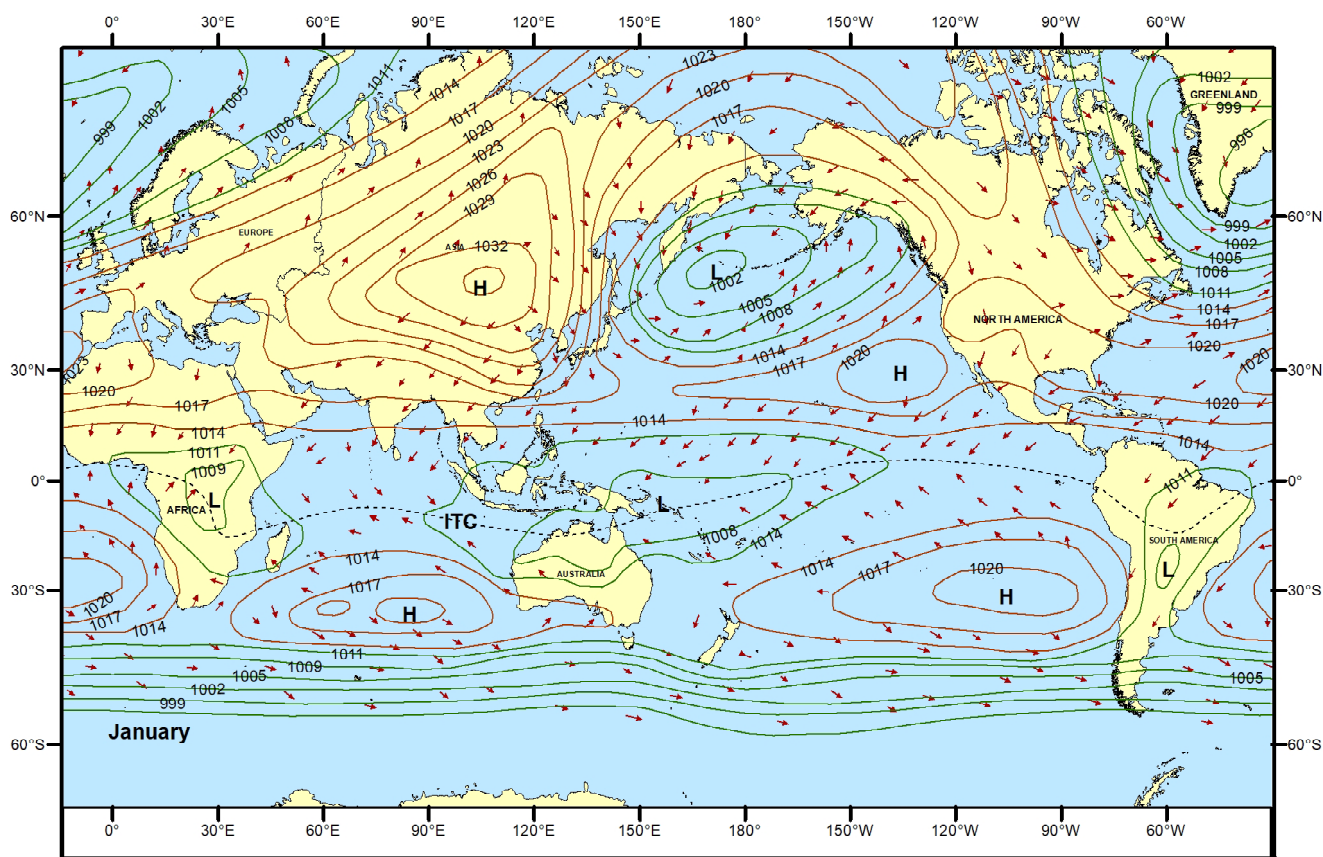 0° 30°E 60°E 90°E 120°E 150°E 180° 150°W 120°W 90°W 60°W
1023
1011 1002
1014 1020 GREENLAND
999 1002 1005 1017 1017 999
1008 1020 996
1023
1026
1029
60°N 60°N
EUROPE ASIA 1032 999
1002
L 1005
1002 1008
H 1005 1011
1008 NORTH AMERICA 1014
1017
1014 1020 1020
1023 1017 H 1020
30°N 30°N
1020 1017 1020
1014 1014 1014
1011
1009 1011
0° L L 0°
AFRICA ITC
1008 1014 SOUTH AMERICA
1014 1014 1017 1020 L
AUSTRALIA
1017
30°S H H 30°S
1020
1017 1014
1011
1009
1005 1005
1002
999
January
60°S 60°S
0° 30°E 60°E 90°E 120°E 150°E 180° 150°W 120°W 90°W 60°W